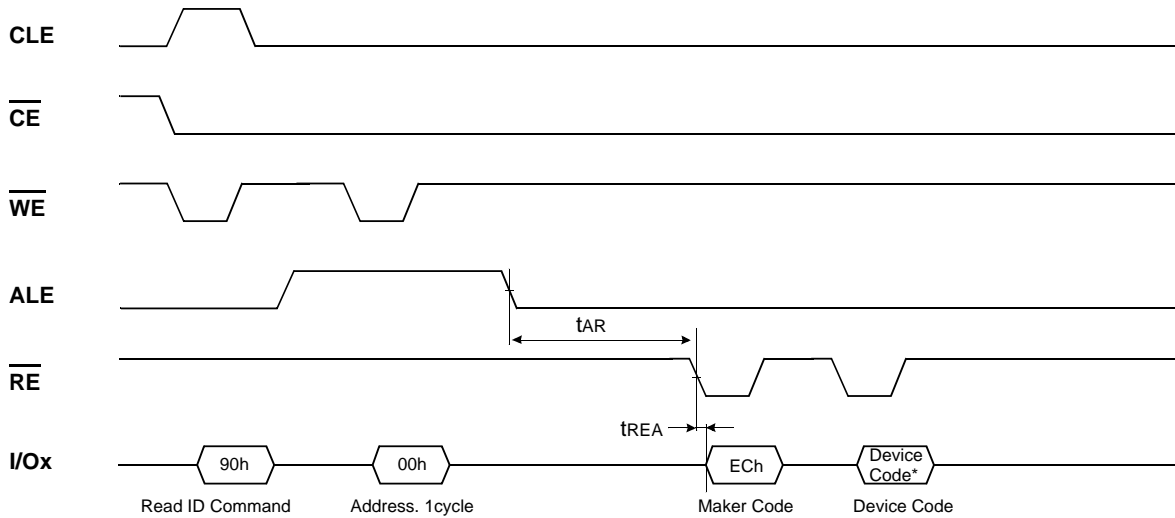 CLE
CE
WE
ALE
tAR
RE
tREA
I/Ox
90h
00h
ECh
Device
Code*
Read ID Command
Address. 1cycle
Maker Code
Device Code